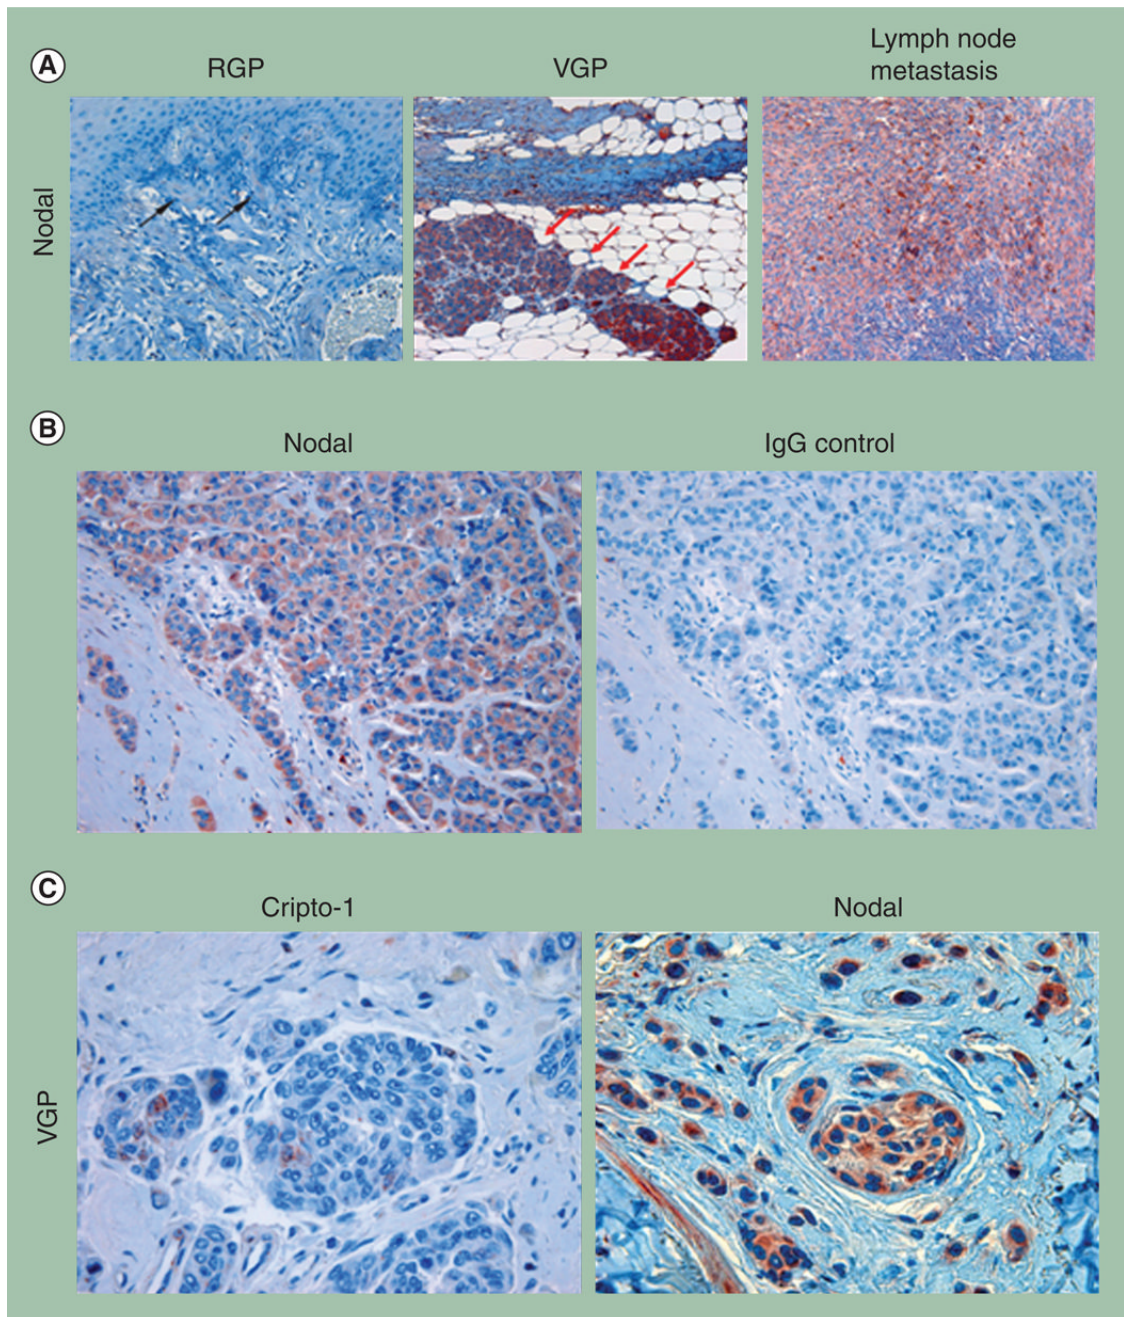 A
RGP
VGP
Lymph node
metastasis
Nodal
B
Nodal
IgG control
C
Cripto-1
Nodal
VGP